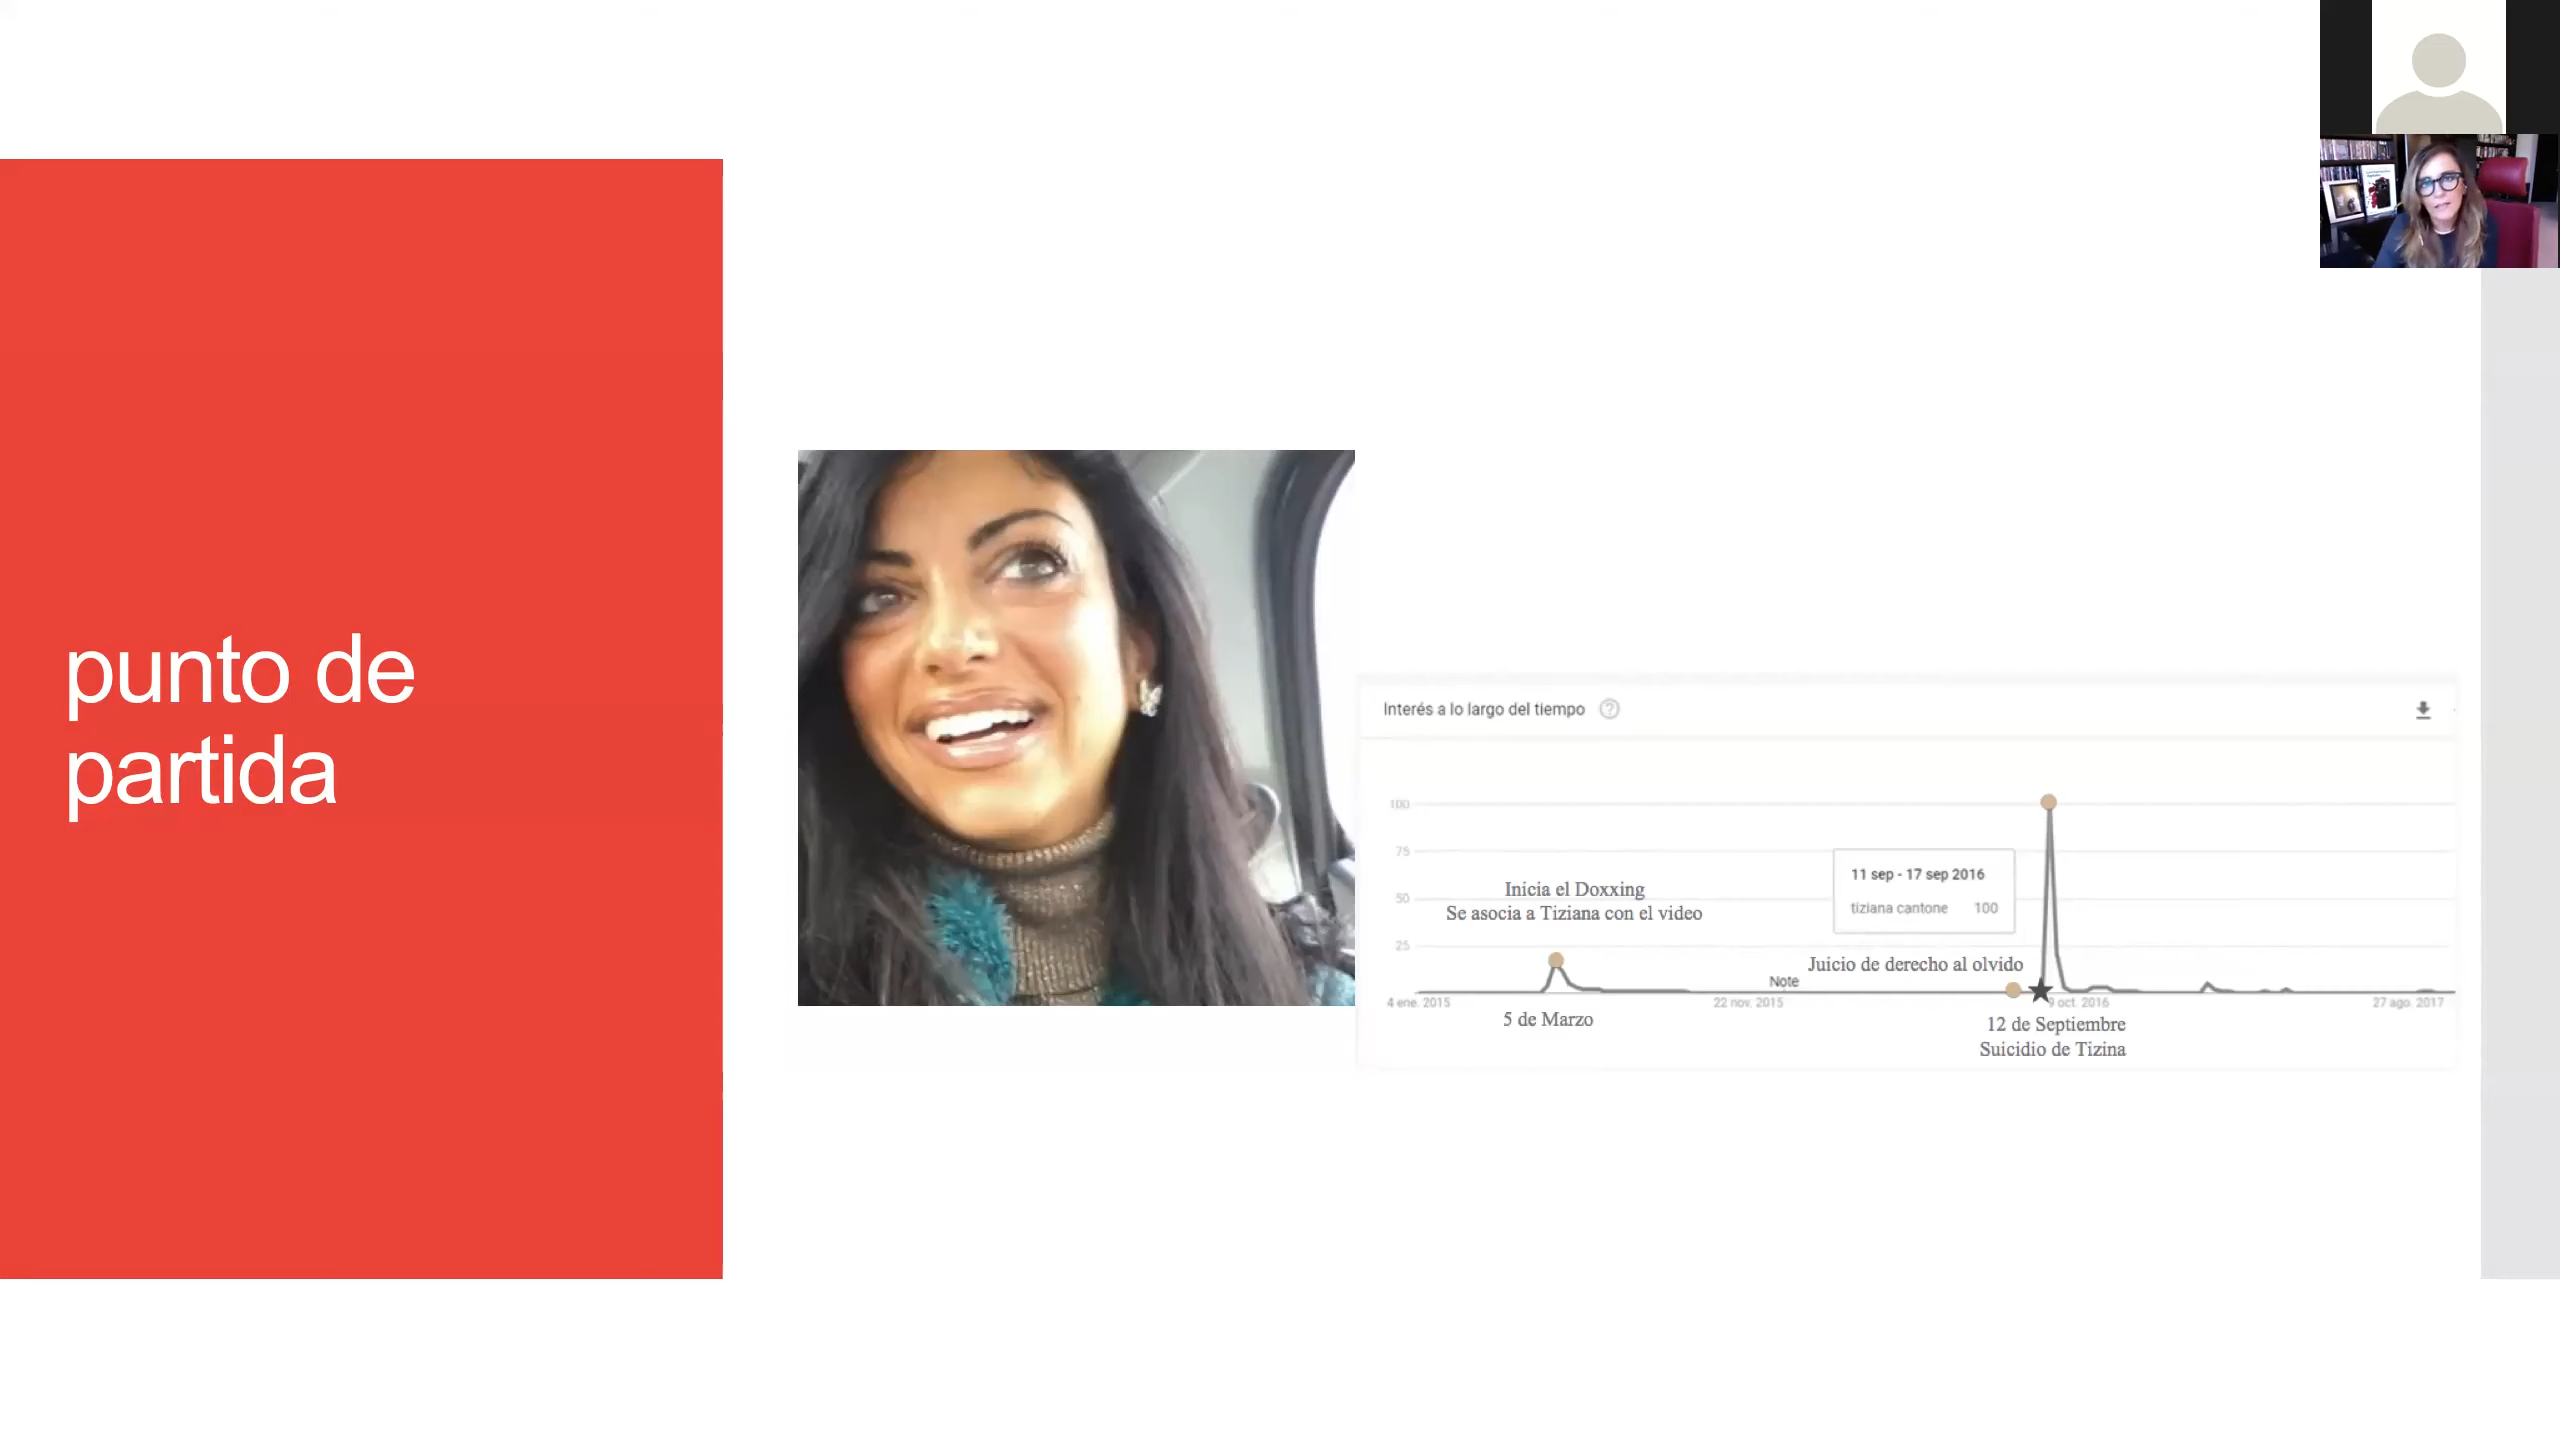 punto de
partida
Interés a lo largo del tiempo
100
75
50
25
Inicia el Doxxing
Se asocia a Tiziana con el video
11 sep - 17 sep 2016
tiziana cantone 100
Juicio de derecho al olvido
Note
4 ene. 2015
22 nov. 2015
9 oct. 2016
27 ago. 2017
5 de Marzo
12 de Septiembre
Suicidio de Tizina